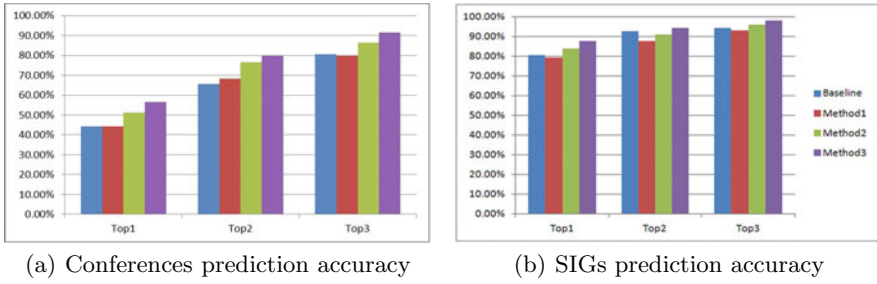 100.00%
90.00%
80.00%
70.00%
60.00%
50.00%
40.00%
30.00%
20.00%
10.00%
0.00%
Top1 Top2 Top3
(a) Conferences prediction accuracy
100.00%
90.00%
80.00%
70.00%
60.00%
50.00%
40.00%
30.00%
20.00%
10.00%
0.00%
Top1 Top2 Top3
Baseline
Method1
Method2
Method3
(b) SIGs prediction accuracy